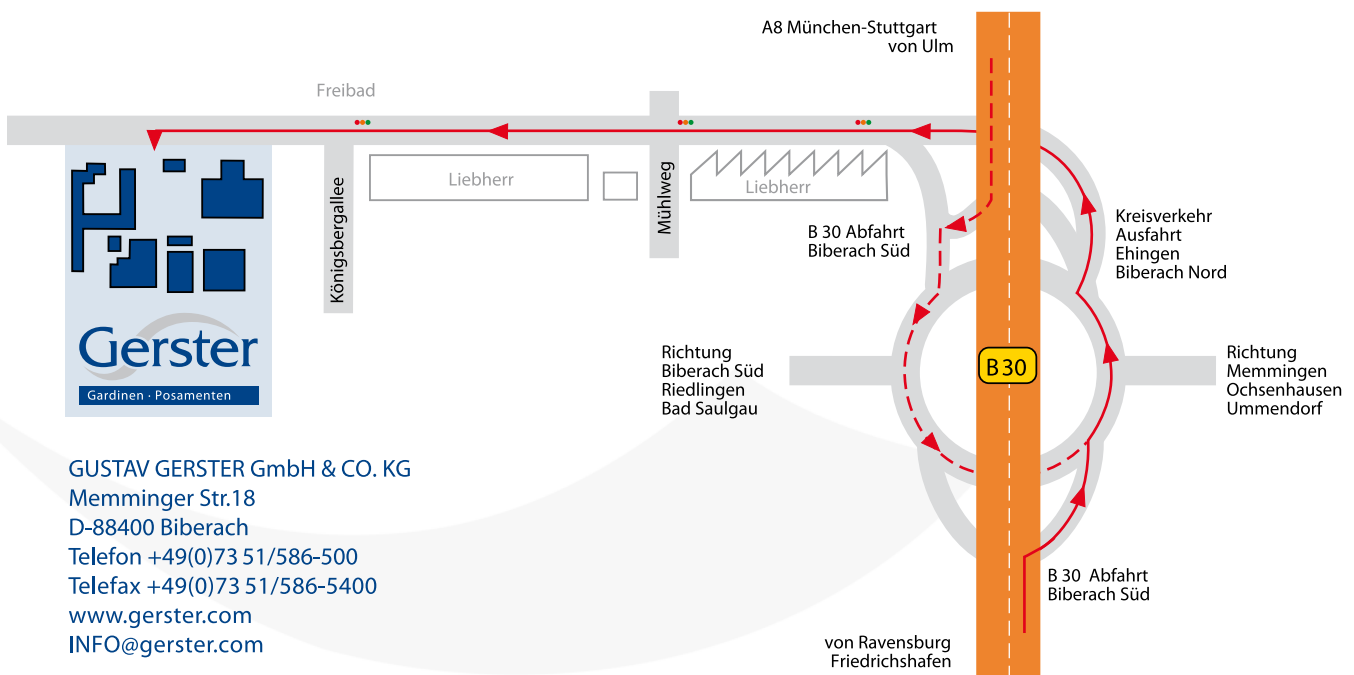 A8 München-Stuttgart
von Ulm
Freibad
Liebherr
Liebherr
Königsbergallee
Mühlweg
B 30 Abfahrt
Biberach Süd
Kreisverkehr
Ausfahrt
Ehingen
Biberach Nord
Gerster
Gardinen · Posamenten
Richtung
Biberach Süd
Riedlingen
Bad Saulgau
B 30
Richtung
Memmingen
Ochsenhausen
Ummendorf
GUSTAV GERSTER GmbH & CO. KG
Memminger Str.18
D-88400 Biberach
Telefon +49(0)73 51/586-500
Telefax +49(0)73 51/586-5400
www.gerster.com
INFO@gerster.com
B 30 Abfahrt
Biberach Süd
von Ravensburg
Friedrichshafen